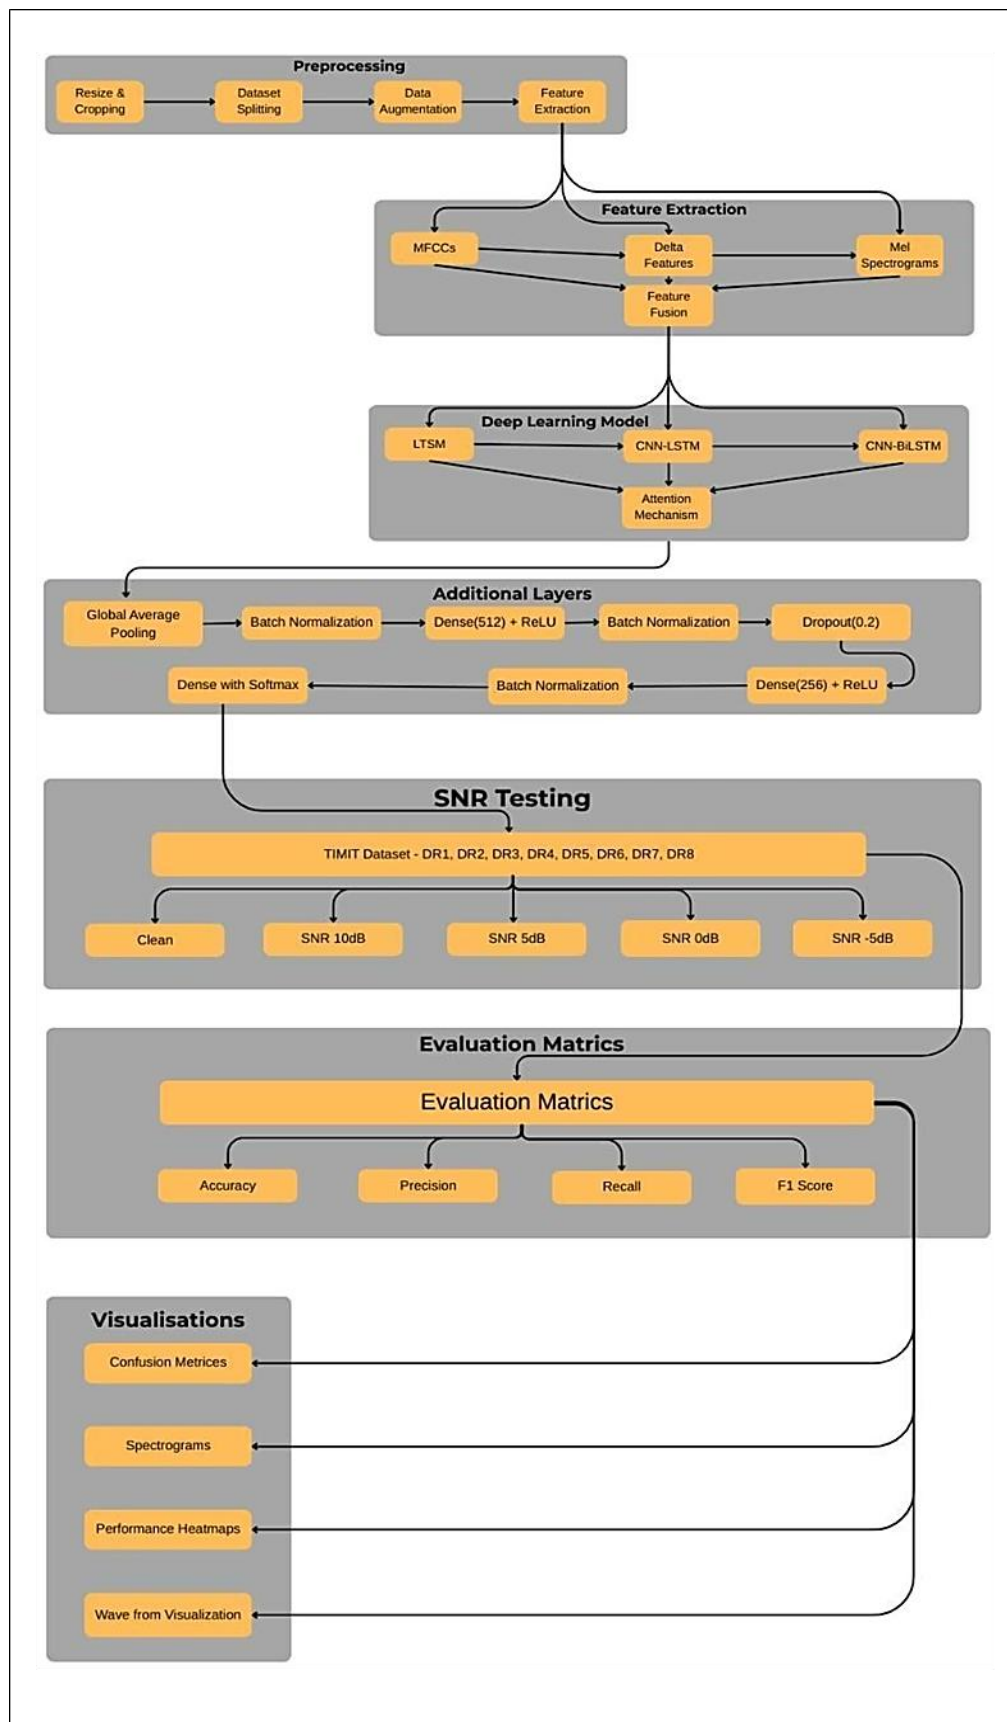 Preprocessing
Resize &
Cropping
Dataset
Splitting
Data
Augmentation
Feature
Extraction
Feature Extraction
MFCCs
Delta
Features
Mel
Spectrograms
Feature
Fusion
Deep Learning Model
LTSM
CNN-LSTM
CNN-BiLSTM
Attention
Mechanism
Additional Layers
Global Average
Pooling
Batch Normalization
Dense(512) + ReLU
Batch Normalization
Dropout(0.2)
Dense with Softmax
Batch Normalization
Dense(256) + ReLU
SNR Testing
TIMIT Dataset - DR1, DR2, DR3, DR4, DR5, DR6, DR7, DR8
Clean
SNR 10dB
SNR 5dB
SNR 0dB
SNR -5dB
Evaluation Matrics
Evaluation Matrics
Accuracy
Precision
Recall
F1 Score
Visualisations
Confusion Metrices
Spectrograms
Performance Heatmaps
Wave from Visualization